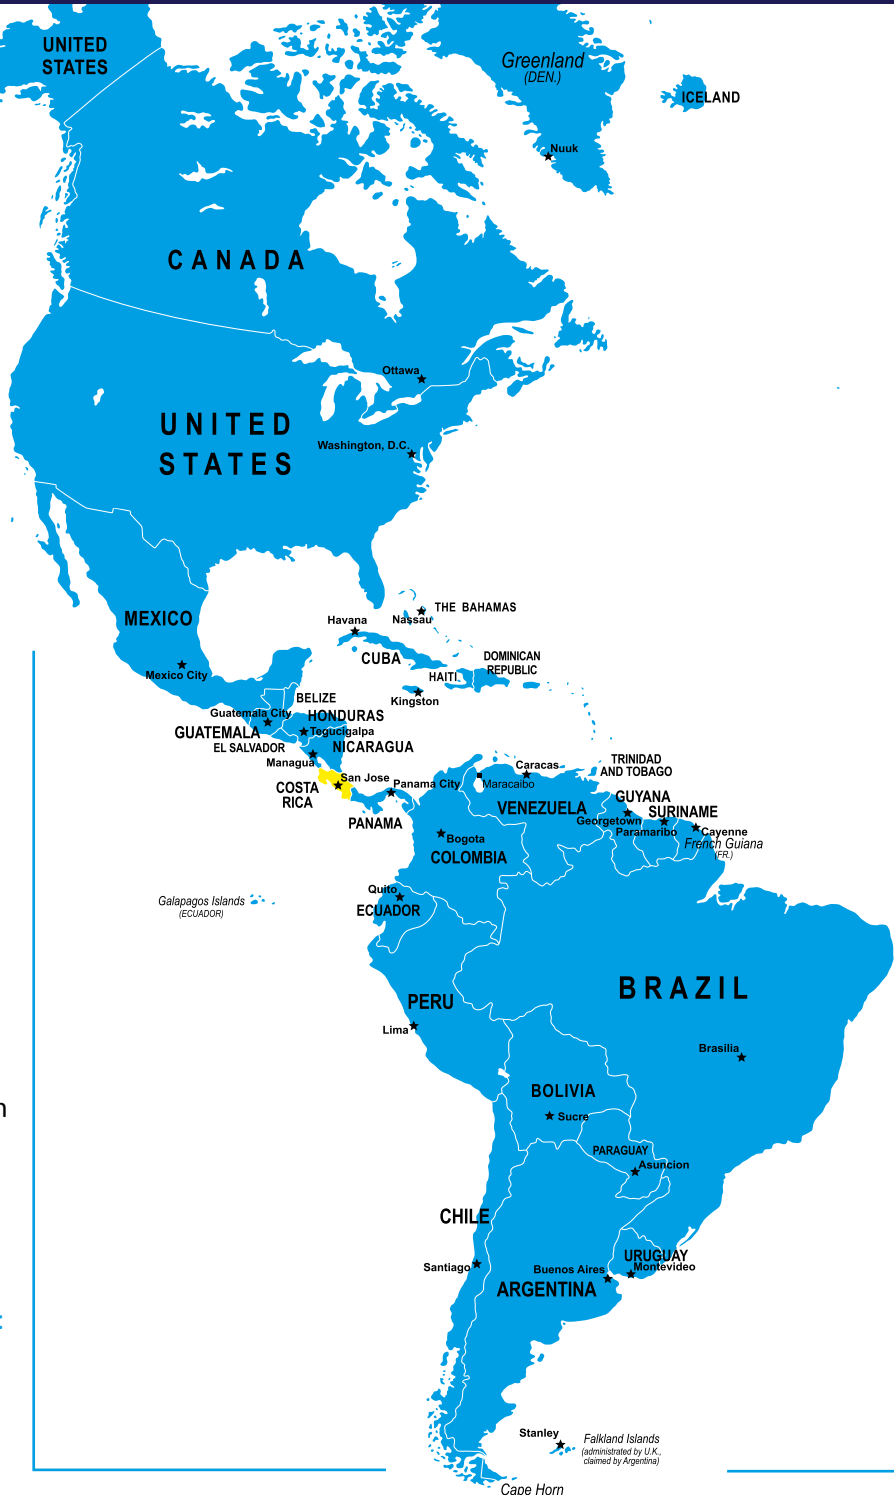 UNITED
STATES
Greenland
(DEN.)
ICELAND
Nuuk
CANADA
Ottawa
UNITED
STATES
Washington, D.C.
MEXICO
Mexico City
Havana
Nassau
THE BAHAMAS
CUBA
DOMINICAN
REPUBLIC
HAITI
Kingston
BELIZE
Guatemala City
HONDURAS
GUATEMALA
Tegucigalpa
EL SALVADOR
NICARAGUA
Managua
San Jose
COSTA
RICA
Panama City
PANAMA
Caracas
Maracaibo
TRINIDAD
AND TOBAGO
VENEZUELA
GUYANA
SURINAME
Georgetown
Paramaribo
Cayenne
French Guiana
(FR.)
Bogota
COLOMBIA
Quito
ECUADOR
Galapagos Islands
(ECUADOR)
PERU
Lima
BRAZIL
Brasilia
BOLIVIA
Sucre
n
PARAGUAY
Asuncion
CHILE
Santiago
URUGUAY
Montevideo
Buenos Aires
ARGENTINA
:
Stanley
Falkland Islands
(administrated by U.K.,
claimed by Argentina)
Cape Horn